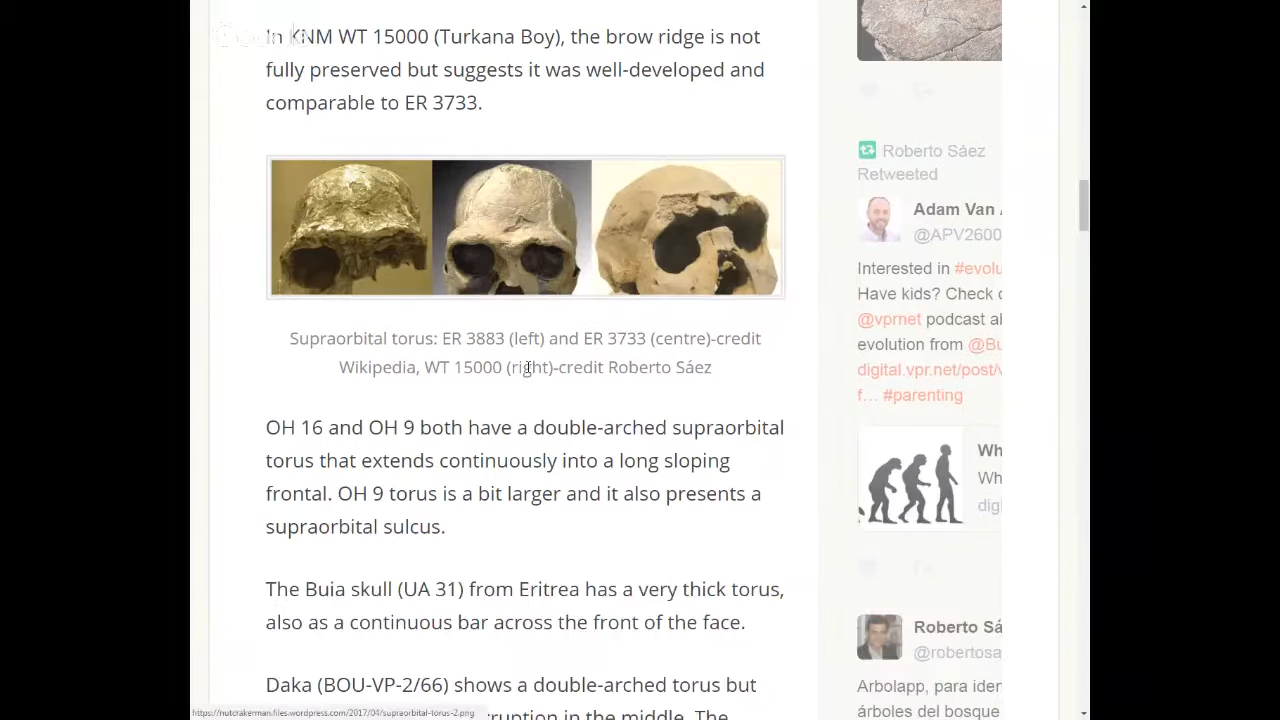 In KNM WT 15000 (Turkana Boy), the brow ridge is not
fully preserved but suggests it was well-developed and
comparable to ER 3733.
Supraorbital torus: ER 3883 (left) and ER 3733 (centre)-credit
Wikipedia, WT 15000 (right)-credit Roberto Sáez
OH 16 and OH 9 both have a double-arched supraorbital
torus that extends continuously into a long sloping
frontal. OH 9 torus is a bit larger and it also presents a
supraorbital sulcus.
The Buia skull (UA 31) from Eritrea has a very thick torus,
also as a continuous bar across the front of the face.
Daka (BOU-VP-2/66) shows a double-arched torus but
in the middle. The
https://nutcrakerman.files.wordpress.com/2017/04/supraorbital-torus-2.png
Roberto Sáez
Retweeted
Adam Van
@APV2600
Interested in #evolu
Have kids? Check
@vprnet podcast
evolution from @Bu
digital.vpr.net/post/
f… #parenting
Wh
Wh
digi
Roberto Sá
@robertosa
Arbolapp, para iden
árboles del bosque